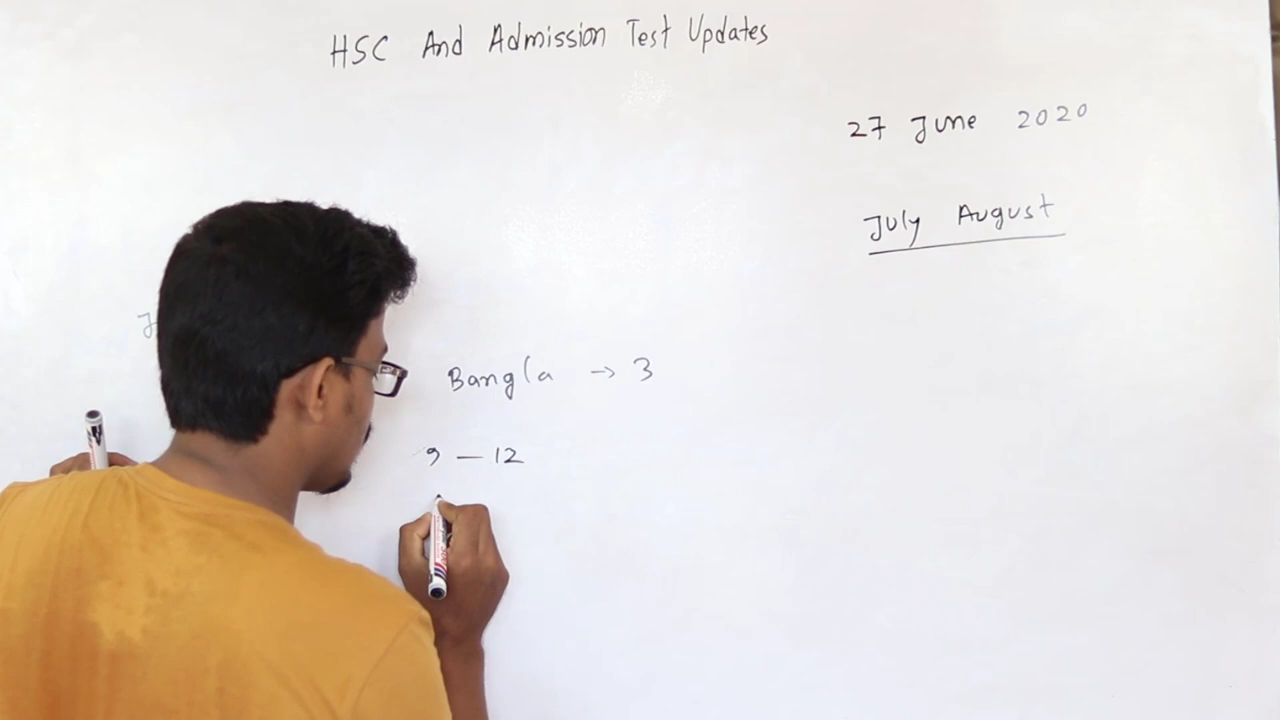 HSC And Admission Test Updates
27 June 2020
July August
Bangla → 3
9 — 12